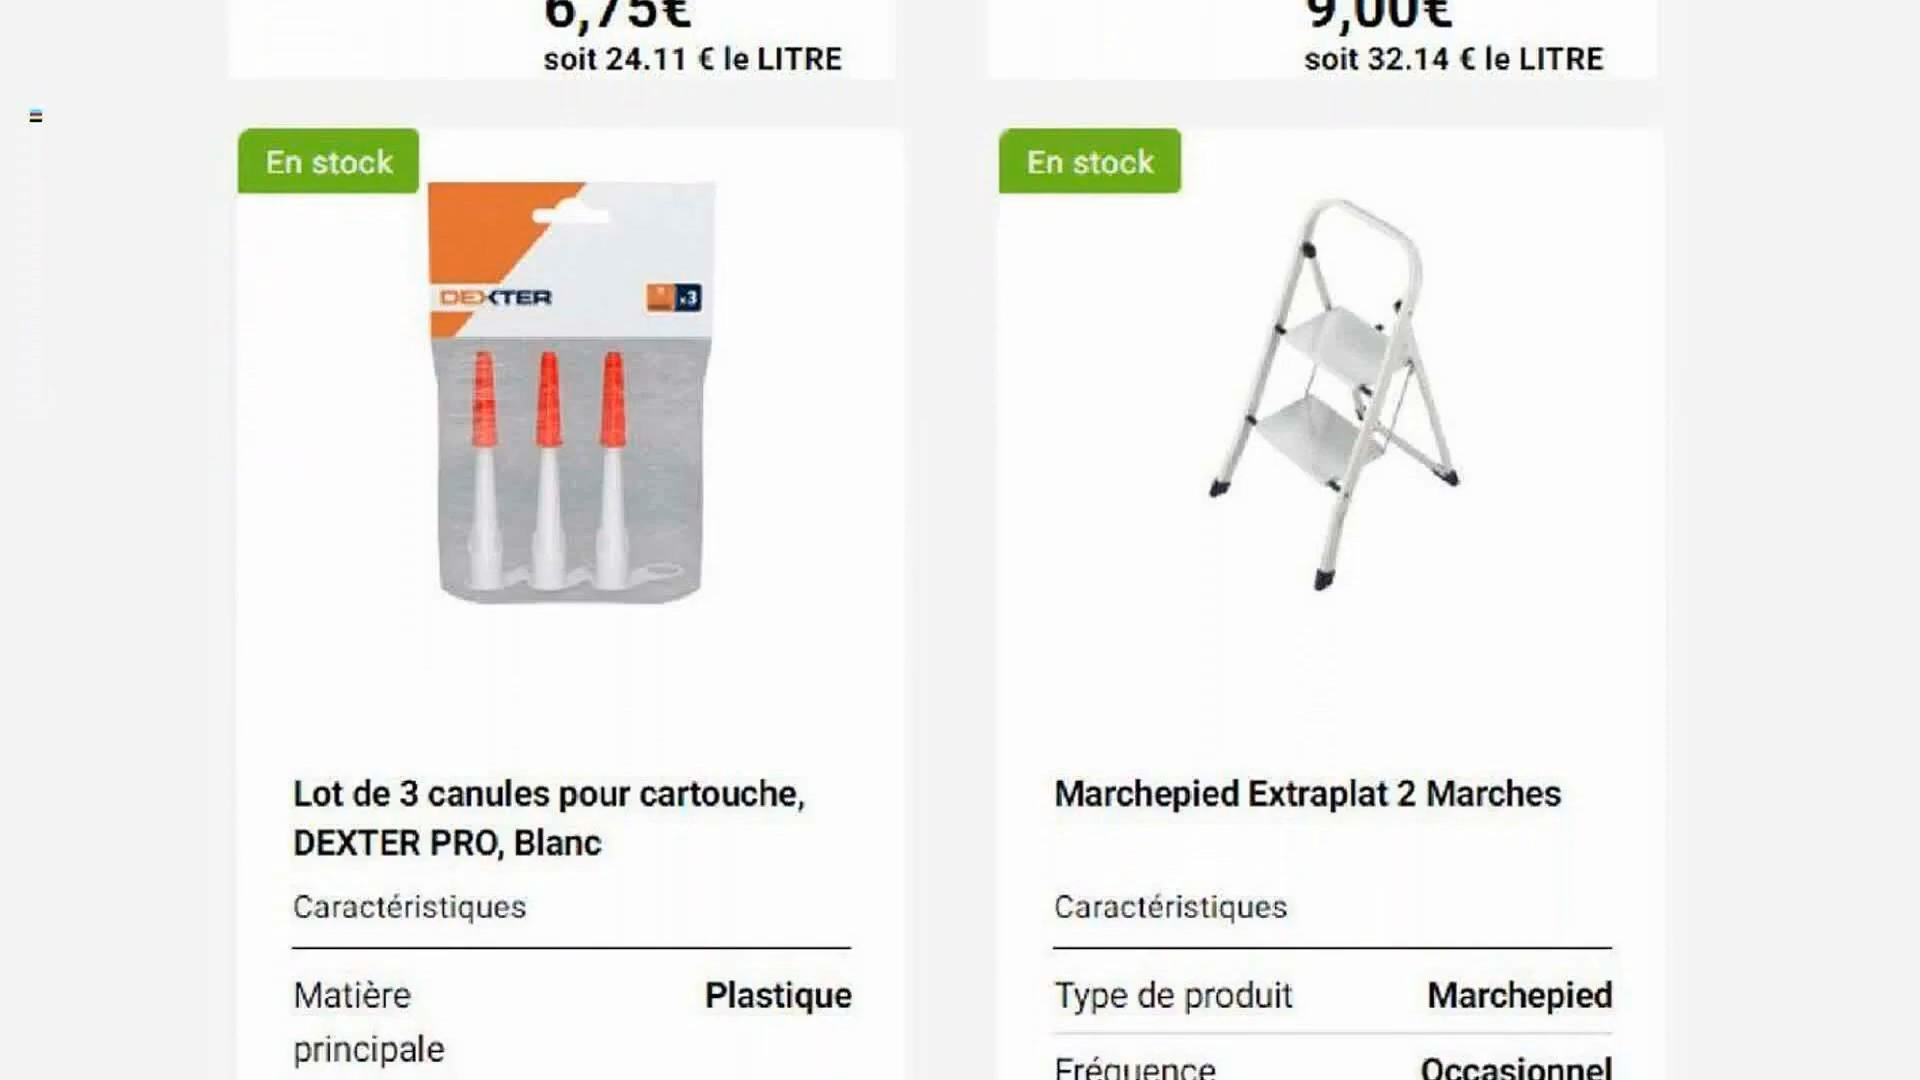 6,75€
soit 24.11 € le LITRE
9,00€
soit 32.14 € le LITRE
En stock
DEXTER
x3
Lot de 3 canules pour cartouche,
DEXTER PRO, Blanc
Caractéristiques
Matière Plastique
principale
En stock
Marchepied Extraplat 2 Marches
Caractéristiques
Type de produit Marchepied
Fréquence Occasionnel